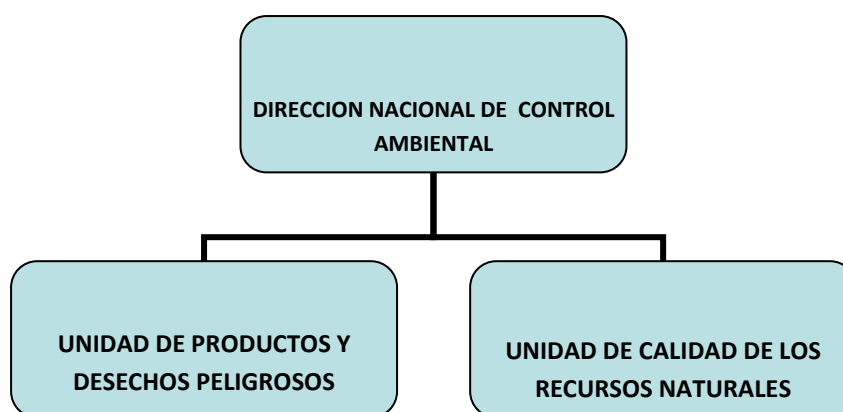 DIRECCION NACIONAL DE CONTROL
AMBIENTAL
UNIDAD DE PRODUCTOS Y
DESECHOS PELIGROSOS
UNIDAD DE CALIDAD DE LOS
RECURSOS NATURALES